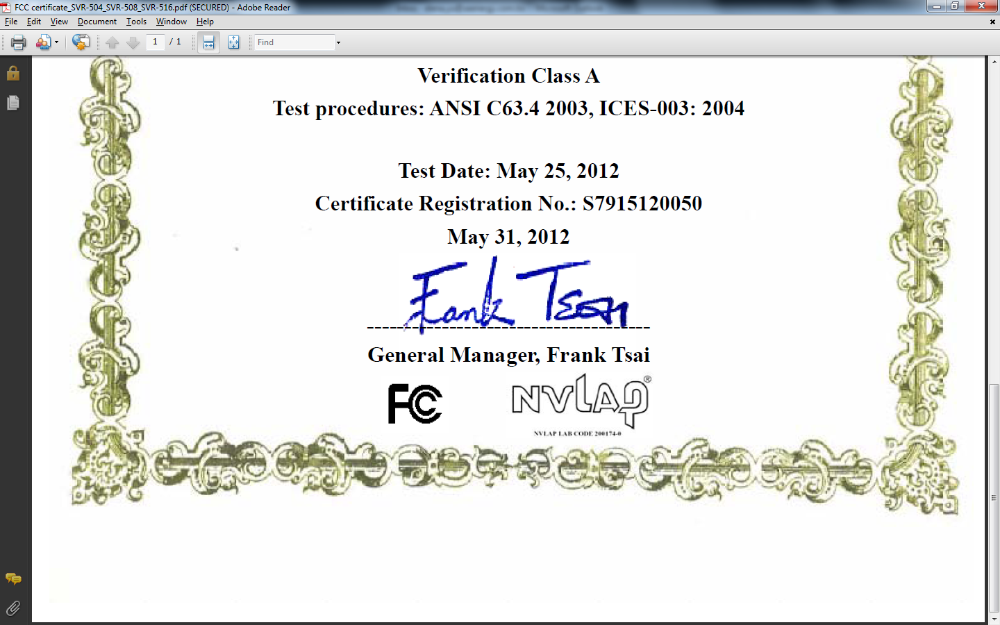 FCC certificate_SVR-504_SVR-508_SVR-516.pdf (SECURED) - Adobe Reader
File Edit View Document Tools Window Help
1 / 1 Find
Verification Class A
Test procedures: ANSI C63.4 2003, ICES-003: 2004
Test Date: May 25, 2012
Certificate Registration No.: S7915120050
May 31, 2012
Frank Tsai
General Manager, Frank Tsai
FC NVLAP®
NVLAP LAB CODE 200174-0